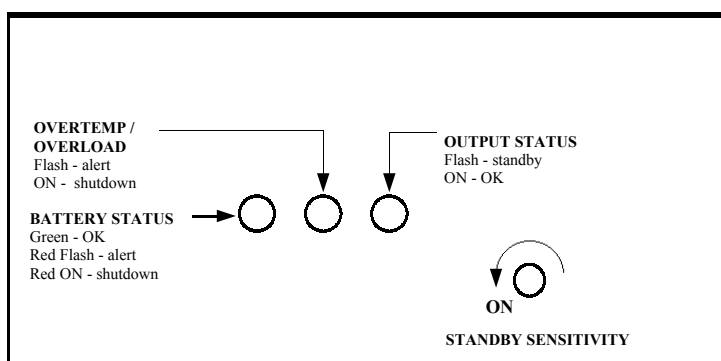 OVERTEMP /
OVERLOAD
Flash - alert
ON - shutdown
OUTPUT STATUS
Flash - standby
ON - OK
BATTERY STATUS
Green - OK
Red Flash - alert
Red ON - shutdown
ON
STANDBY SENSITIVITY